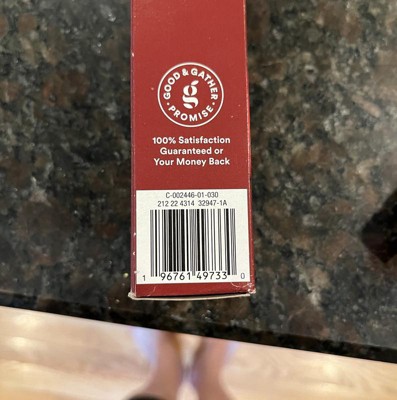 GOOD & GATHER
g
PROMISE
100% Satisfaction
Guaranteed or
Your Money Back
C-002446-01-030
212 22 4314 32947-1A
1 96761 49733 0